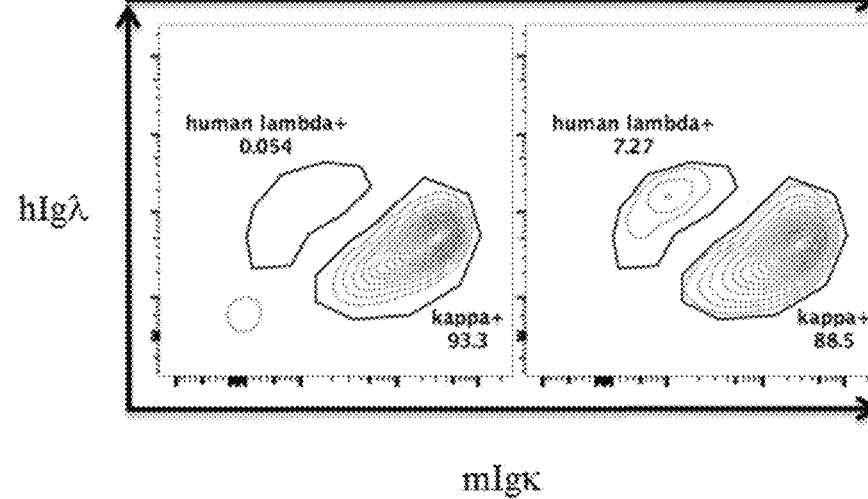 human lambda+
0.054
human lambda+
7.27
hIgλ
kappa+
93.3
kappa+
88.5
mIgκ